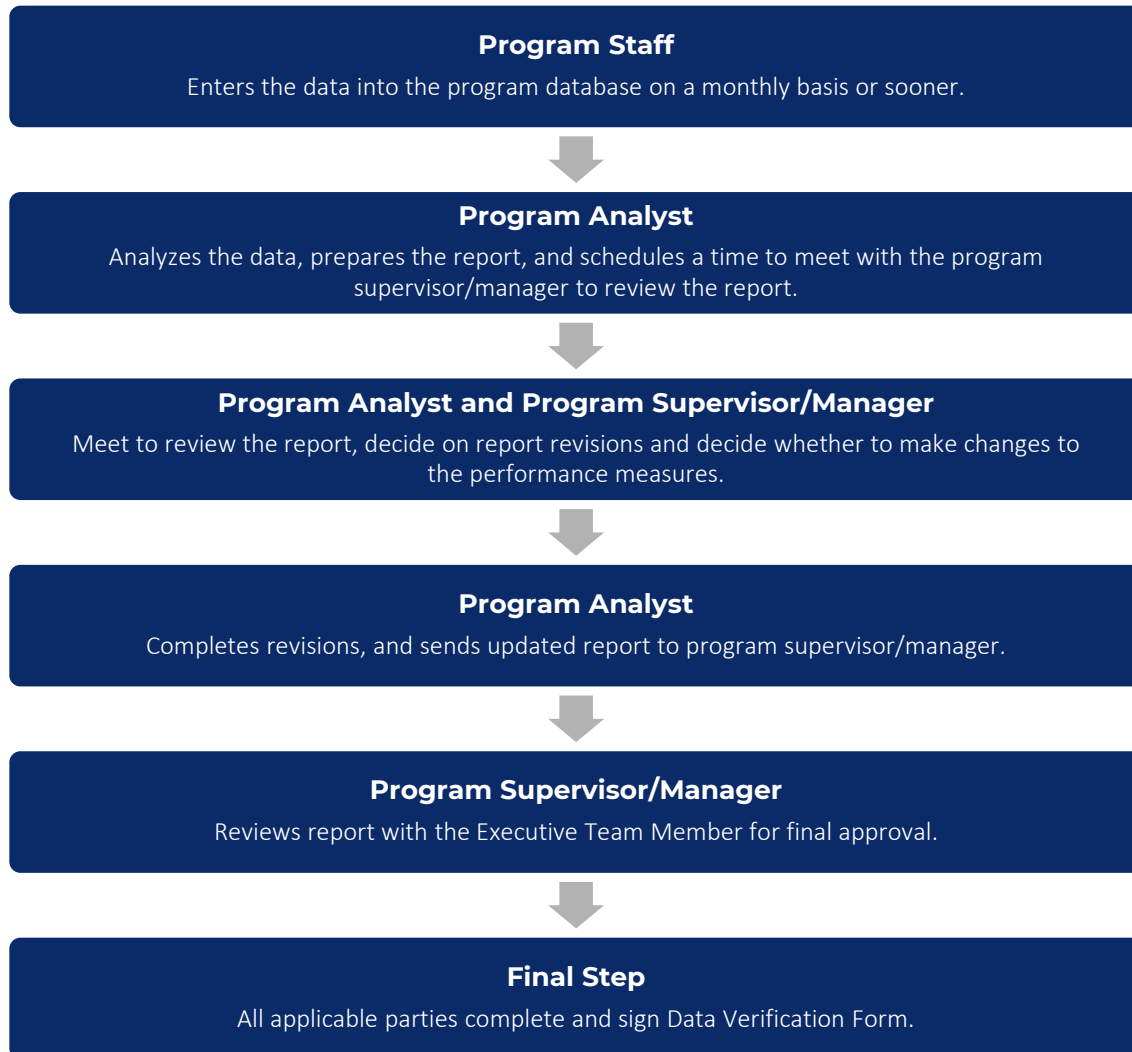 Program Staff
Enters the data into the program database on a monthly basis or sooner.
Program Analyst
Analyzes the data, prepares the report, and schedules a time to meet with the program
supervisor/manager to review the report.
Program Analyst and Program Supervisor/Manager
Meet to review the report, decide on report revisions and decide whether to make changes to
the performance measures.
Program Analyst
Completes revisions, and sends updated report to program supervisor/manager.
Program Supervisor/Manager
Reviews report with the Executive Team Member for final approval.
Final Step
All applicable parties complete and sign Data Verification Form.